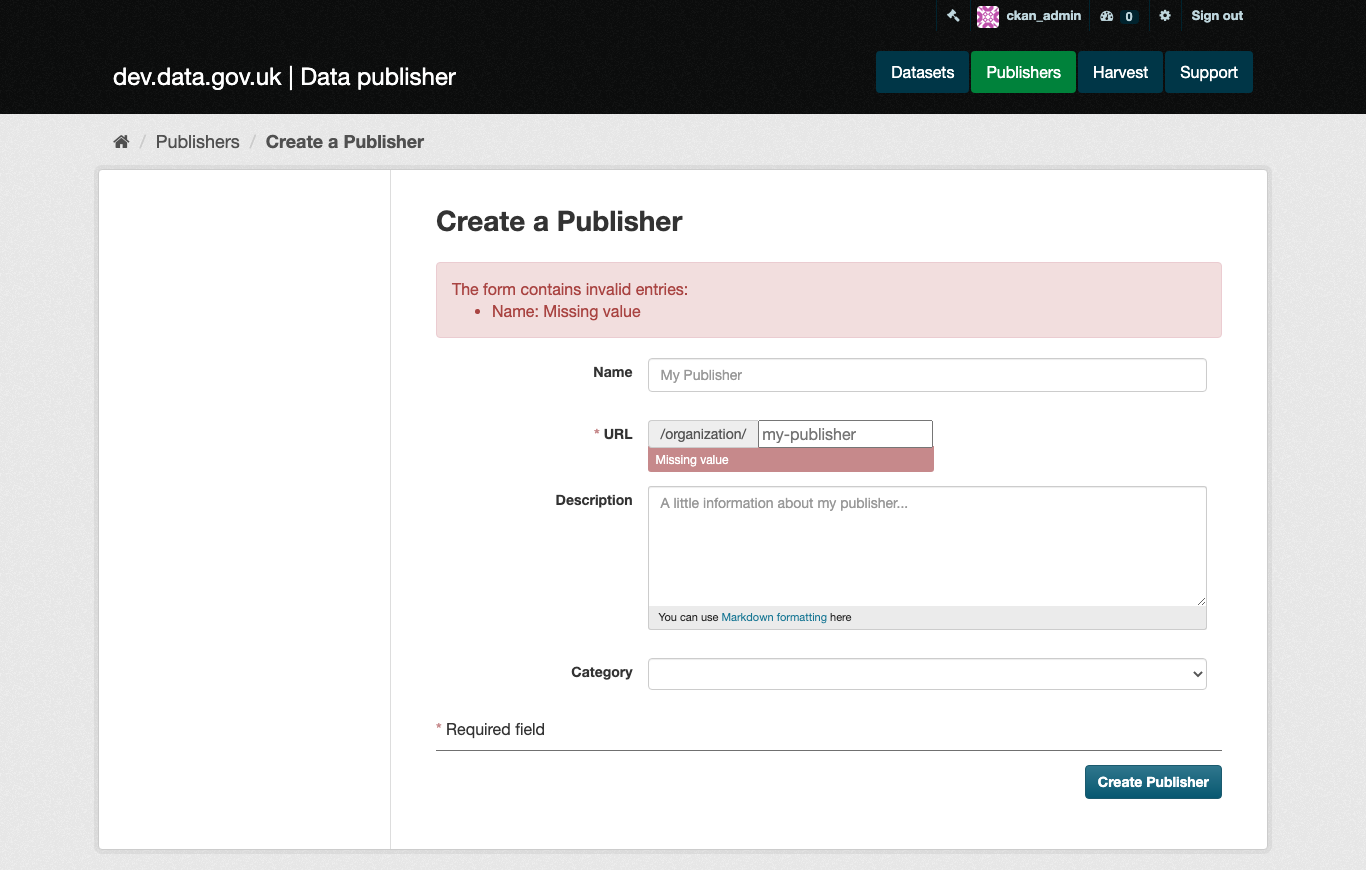 ckan_admin 0 Sign out
dev.data.gov.uk | Data publisher
Datasets Publishers Harvest Support
/ Publishers / Create a Publisher
Create a Publisher
The form contains invalid entries:
• Name: Missing value
Name My Publisher
* URL /organization/ my-publisher
Missing value
Description A little information about my publisher...
You can use Markdown formatting here
Category
* Required field
Create Publisher